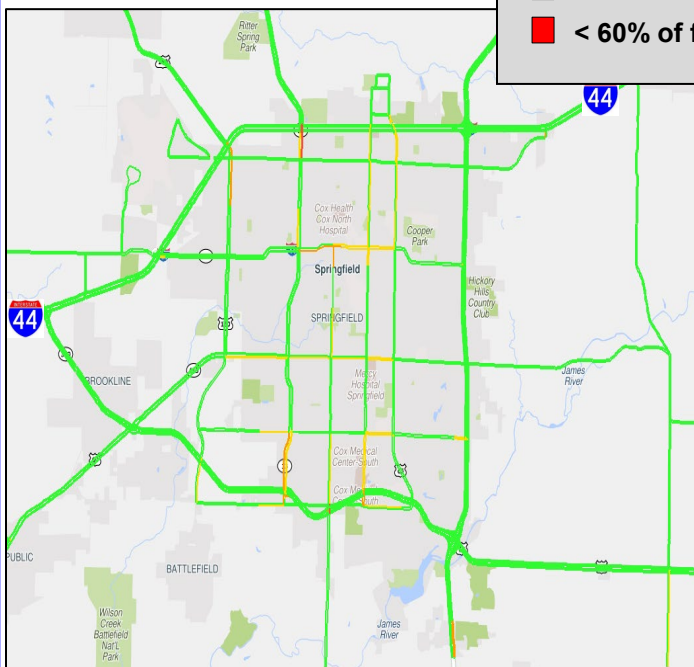 < 60% of f
Ritter
Spring
Park
44
Cox Health
Cox North
Hospital
Cooper
Park
Springfield
Hickory
Hills
Country
Club
INTERSTATE
44
SPRINGFIELD
BROOKLINE
James
River
Mercy
Hospital
Springfield
Cox Medical
Center-South
PUBLIC
BATTLEFIELD
Wilson
Creek
Battlefield
Nat'L
Park
James
River